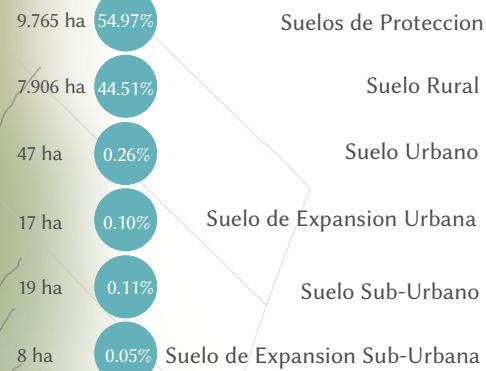 9.765 ha 54.97% Suelos de Proteccion
7.906 ha 44.51% Suelo Rural
47 ha 0.26% Suelo Urbano
17 ha 0.10% Suelo de Expansion Urbana
19 ha 0.11% Suelo Sub-Urbano
8 ha 0.05% Suelo de Expansion Sub-Urbana